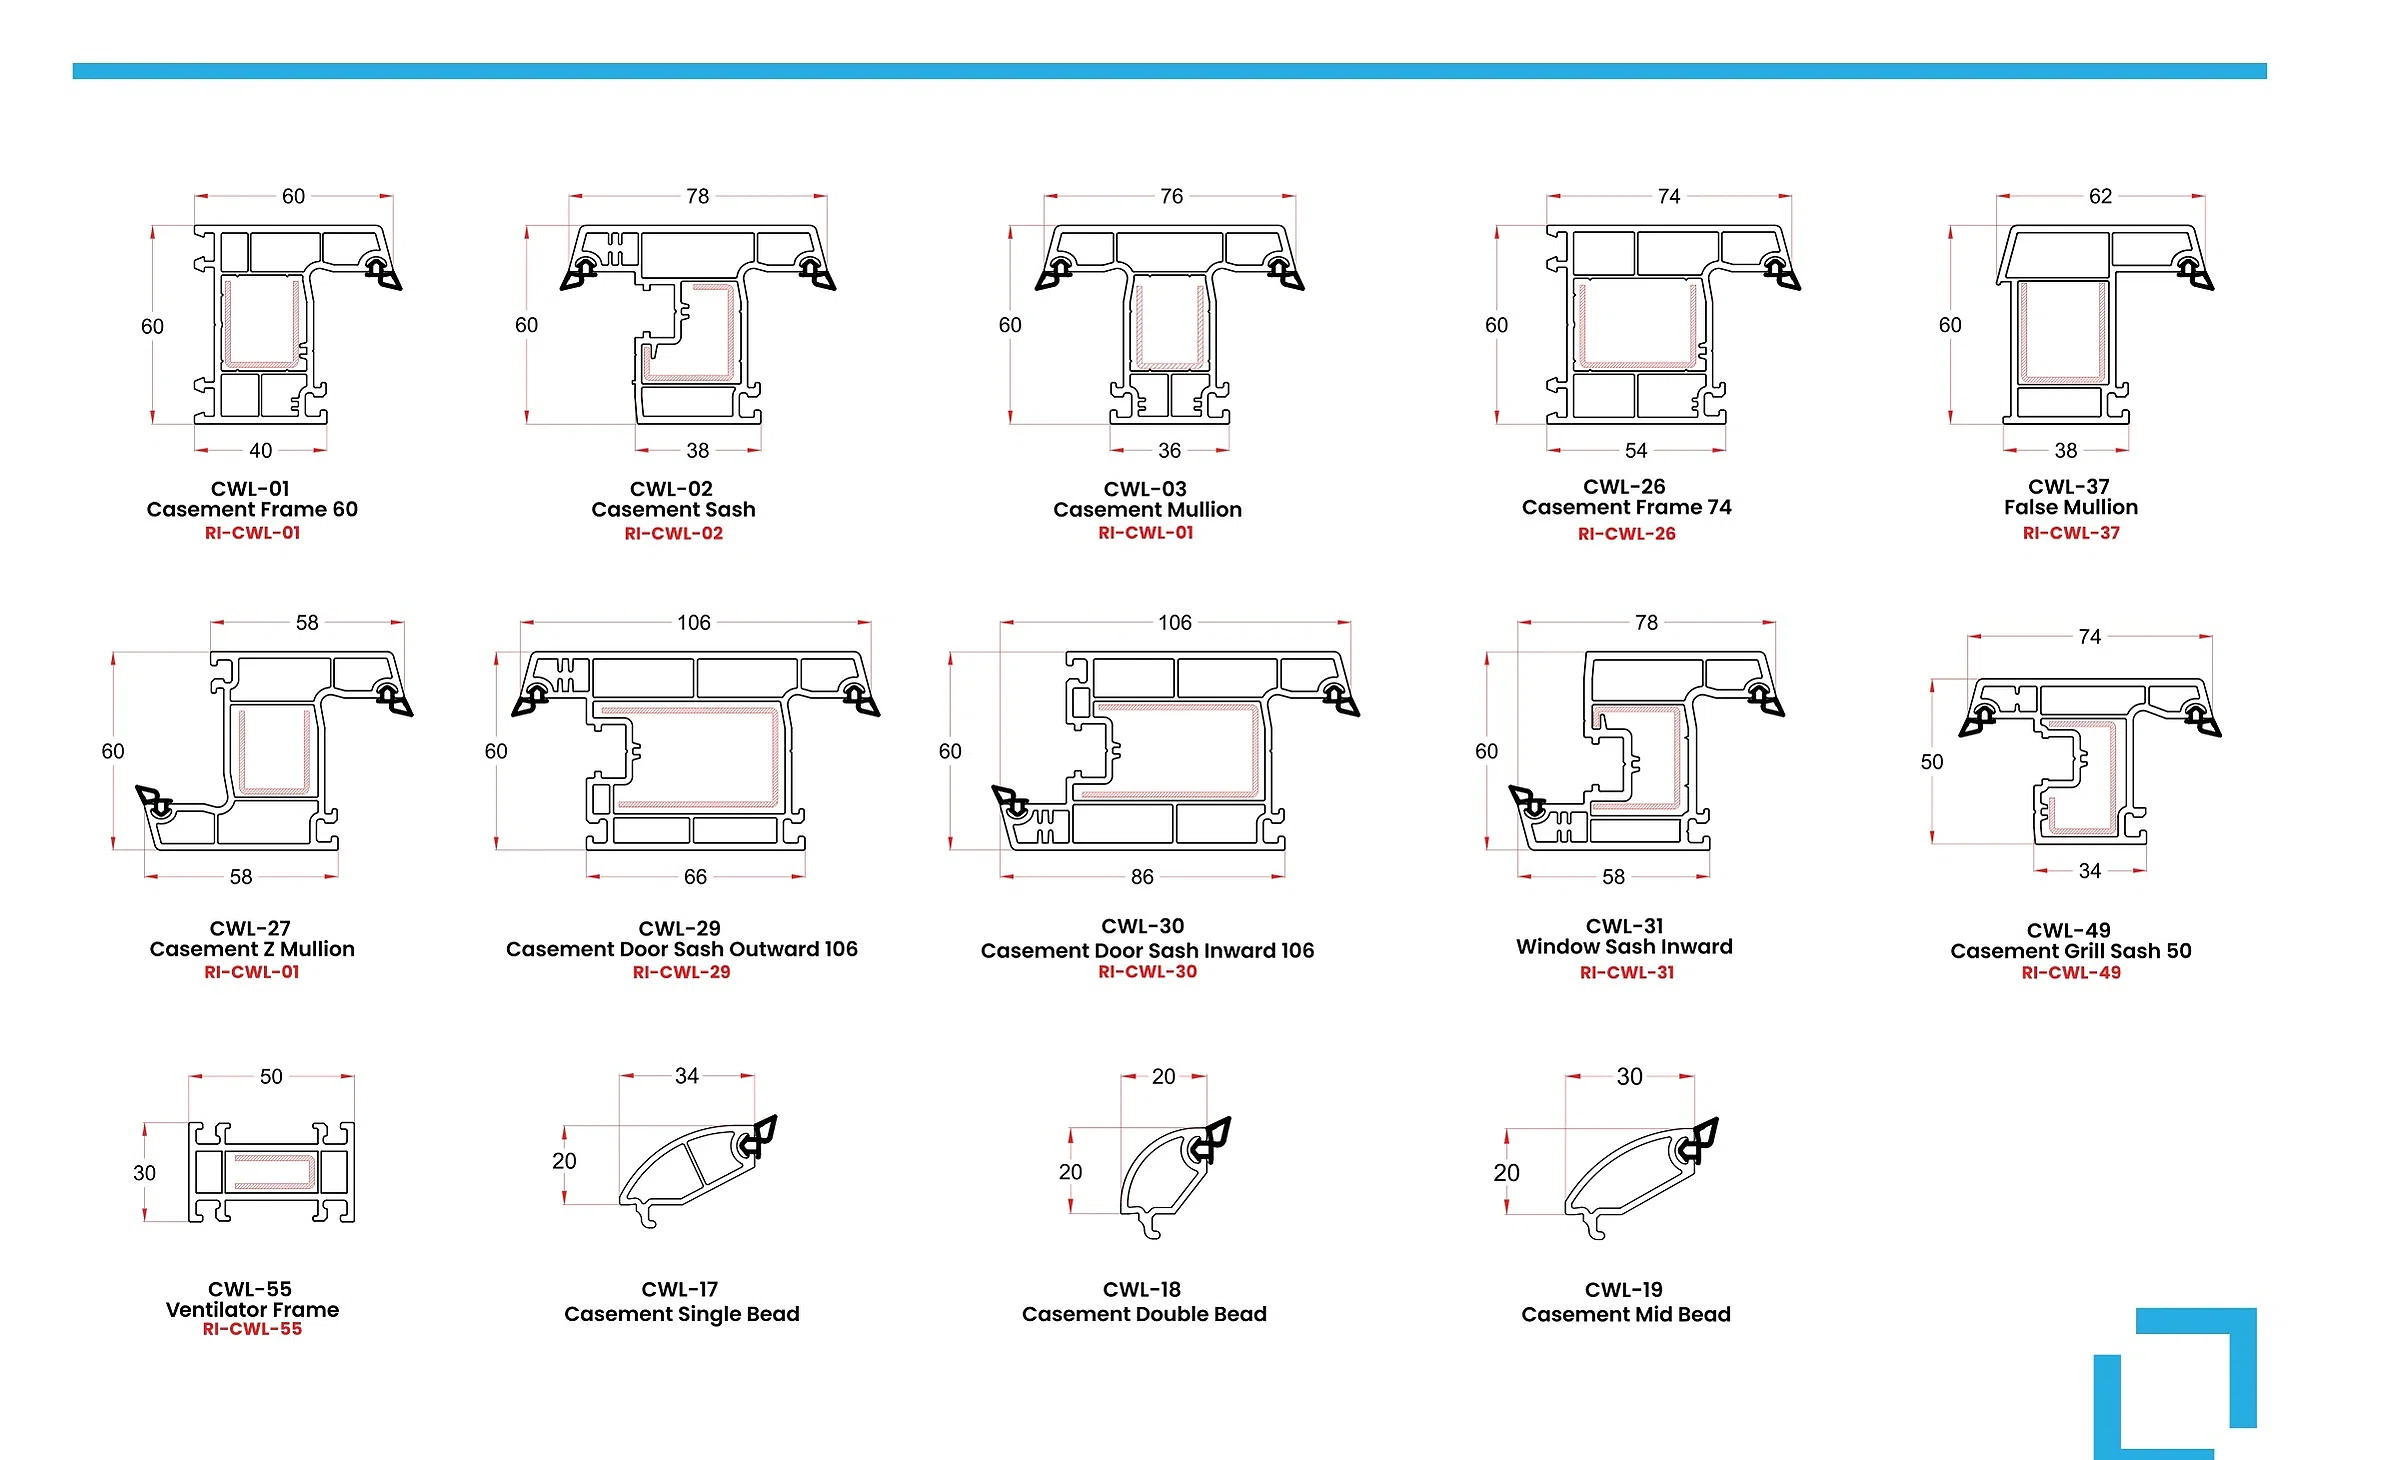 60
60
40
CWL-01
Casement Frame 60
RI-CWL-01
78
60
38
CWL-02
Casement Sash
RI-CWL-02
76
60
36
CWL-03
Casement Mullion
RI-CWL-01
74
60
54
CWL-26
Casement Frame 74
RI-CWL-26
62
60
38
CWL-37
False Mullion
RI-CWL-37
58
60
58
CWL-27
Casement Z Mullion
RI-CWL-01
106
60
66
CWL-29
Casement Door Sash Outward 106
RI-CWL-29
106
60
86
CWL-30
Casement Door Sash Inward 106
RI-CWL-30
78
60
58
CWL-31
Window Sash Inward
RI-CWL-31
74
50
34
CWL-49
Casement Grill Sash 50
RI-CWL-49
50
30
CWL-55
Ventilator Frame
RI-CWL-55
34
20
CWL-17
Casement Single Bead
20
20
CWL-18
Casement Double Bead
30
20
CWL-19
Casement Mid Bead